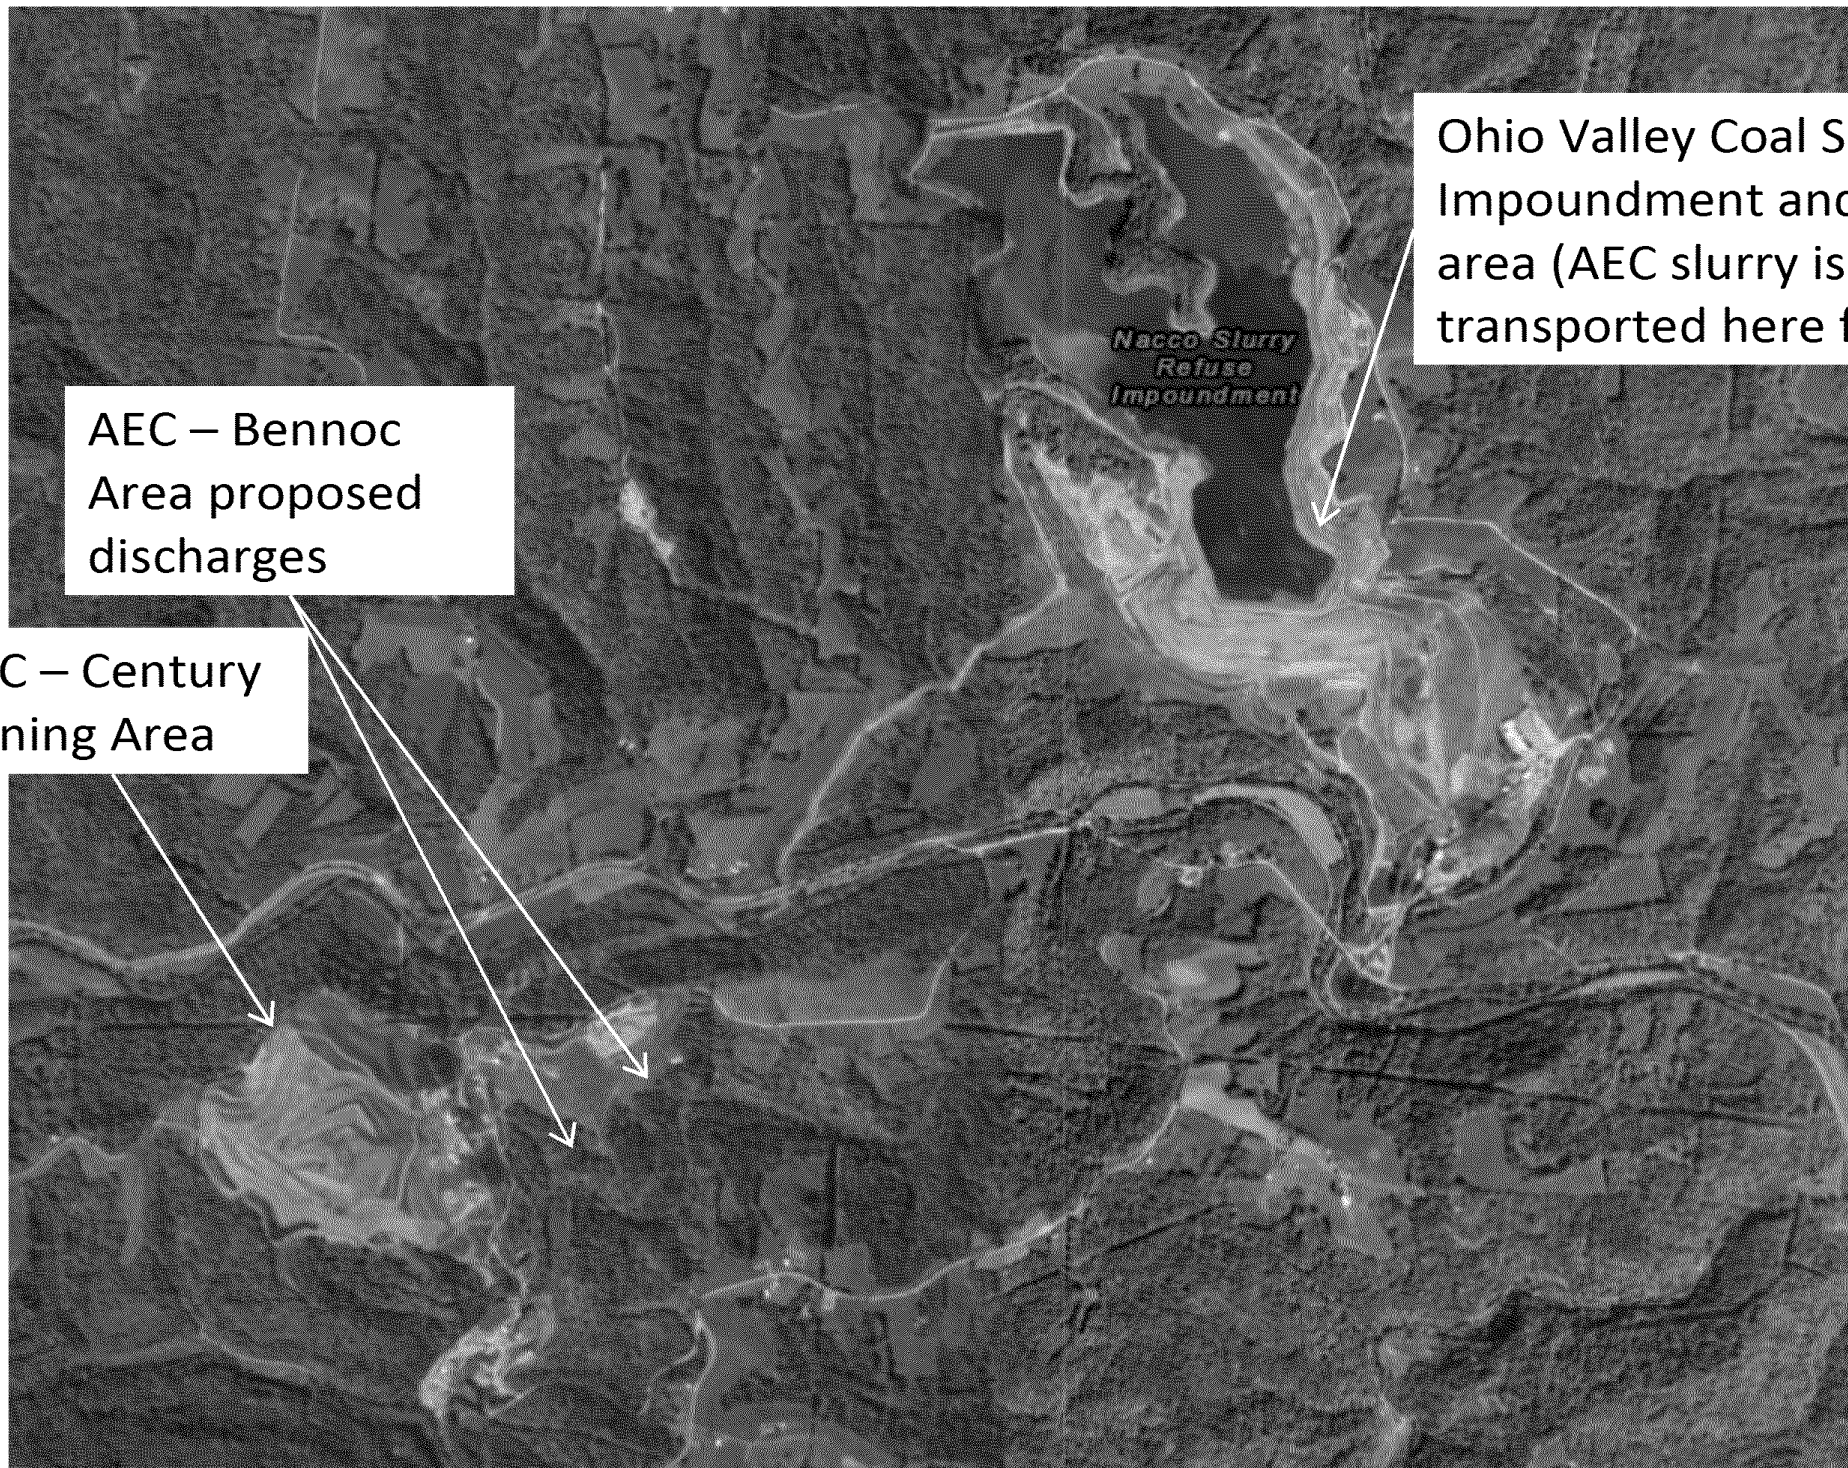 Ohio Valley Coal S
Impoundment and
area (AEC slurry is
transported here f
Nacco Slurry
Refuse
Impoundment
AEC – Bennoc
Area proposed
discharges
C – Century
ning Area